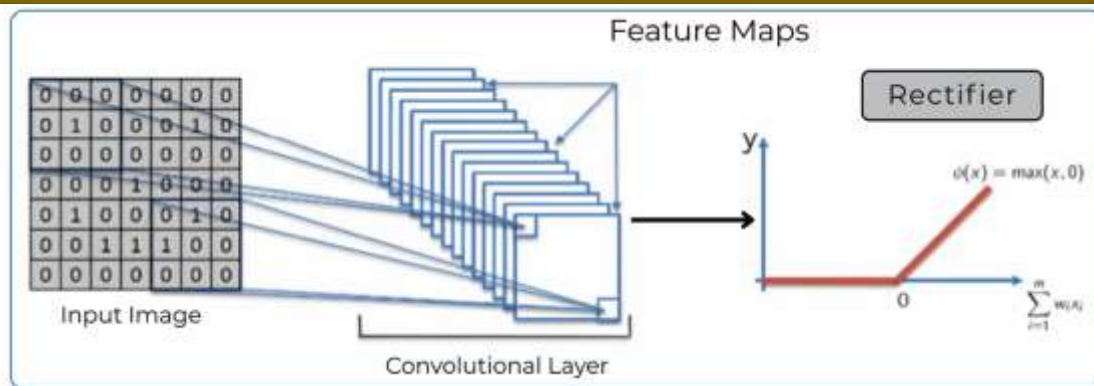 Feature Maps
0 0 0 0 0 0 0
0 1 0 0 0 1 0
0 0 0 0 0 0 0
0 0 0 1 0 0 0
0 1 0 0 0 1 0
0 0 1 1 1 0 0
0 0 0 0 0 0 0
Input Image
Convolutional Layer
Rectifier
y
ϕ(x) = max(x, 0)
0
m
∑ wᵢxᵢ
i=1